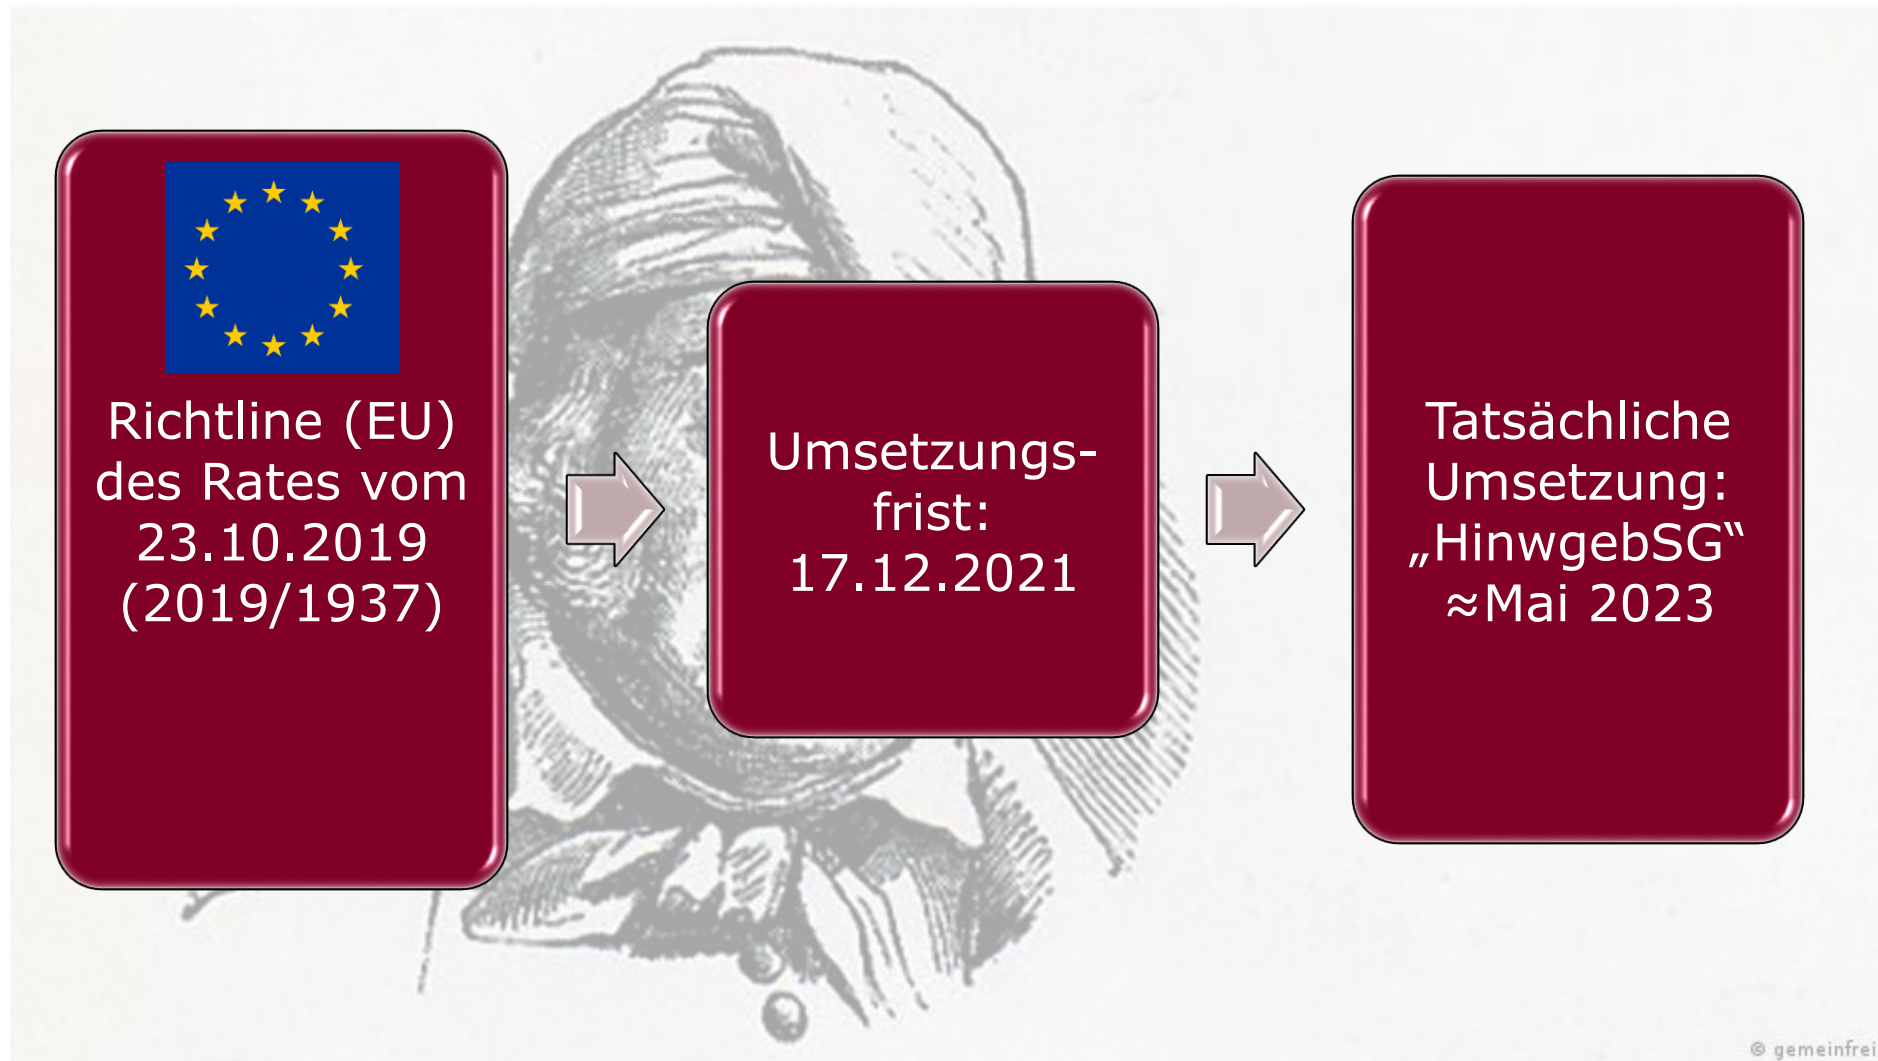 Richtline (EU)
des Rates vom
23.10.2019
(2019/1937)
Umsetzungs-
frist:
17.12.2021
Tatsächliche
Umsetzung:
„HinwgebSG“
≈Mai 2023
© gemeinfrei